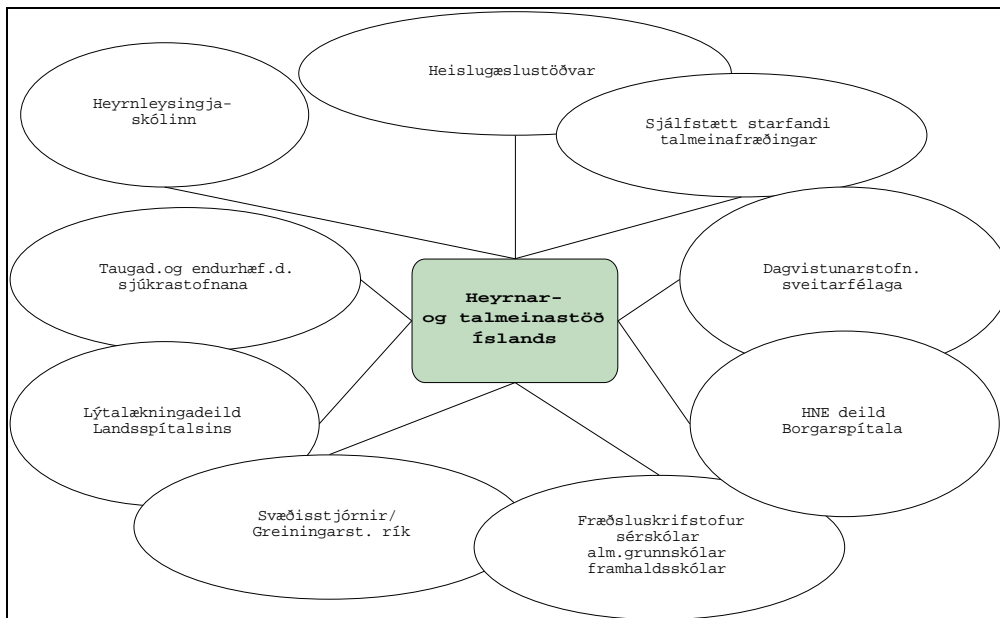 Heislugæslustöðvar
Heyrnleysingja-
skólinn
Sjálfstætt starfandi
talmeinafræðingar
Taugad.og endurhæf.d.
sjúkrastofnana
Heyrnar-
og talmeinastöð
Íslands
Dagvistunarstofn.
sveitarfélaga
Lýtalækningadeild
Landsspítalsins
HNE deild
Borgarspítala
Svæðisstjórnir/
Greiningarst. rík
Fræðsluskrifstofur
sérskólar
alm.grunnskólar
framhaldsskólar